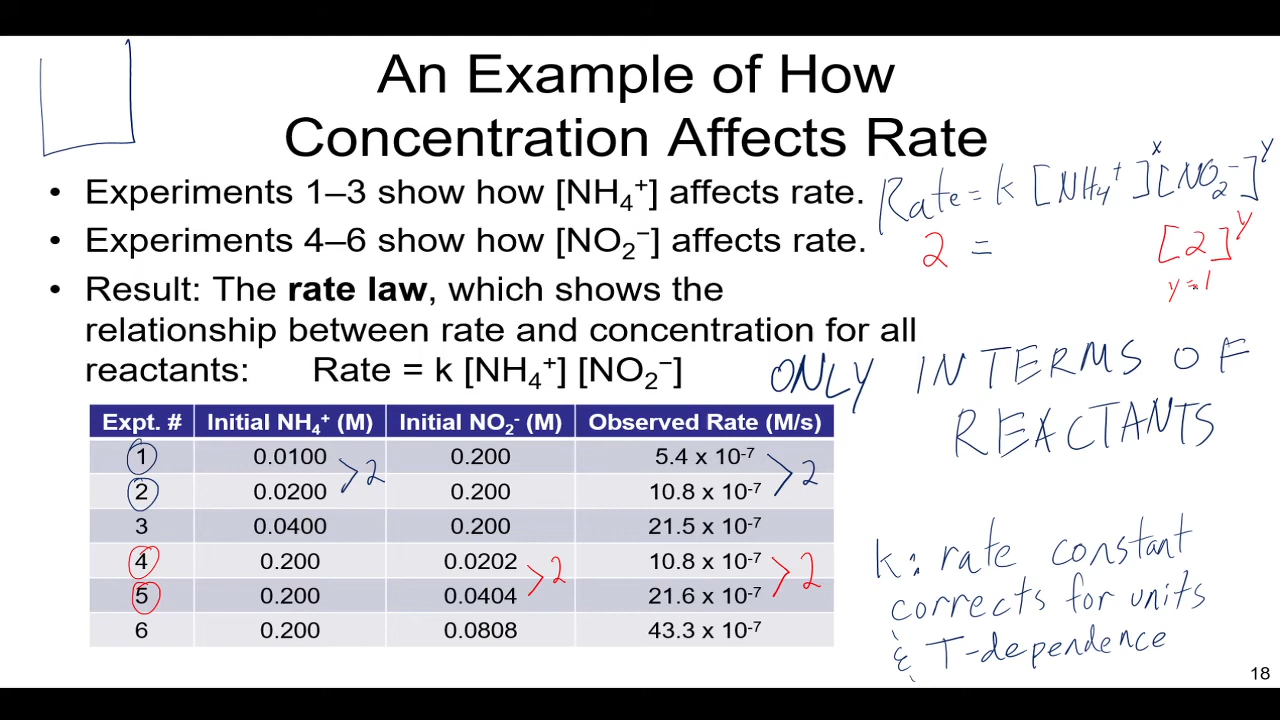 An Example of How
Concentration Affects Rate
• Experiments 1–3 show how [NH₄⁺] affects rate.
• Experiments 4–6 show how [NO₂⁻] affects rate.
• Result: The rate law, which shows the
relationship between rate and concentration for all
reactants: Rate = k [NH₄⁺] [NO₂⁻]
Rate = k [NH₄⁺]ˣ [NO₂⁻]ʸ
2 = [2]ʸ
y = 1
ONLY IN TERMS OF
REACTANTS
Expt. # Initial NH₄⁺ (M) Initial NO₂⁻ (M) Observed Rate (M/s)
1 0.0100 0.200 5.4 x 10⁻⁷
> 2 > 2
2 0.0200 0.200 10.8 x 10⁻⁷
3 0.0400 0.200 21.5 x 10⁻⁷
4 0.200 0.0202 10.8 x 10⁻⁷
> 2 > 2
5 0.200 0.0404 21.6 x 10⁻⁷
6 0.200 0.0808 43.3 x 10⁻⁷
k: rate constant
corrects for units
& T-dependence
18